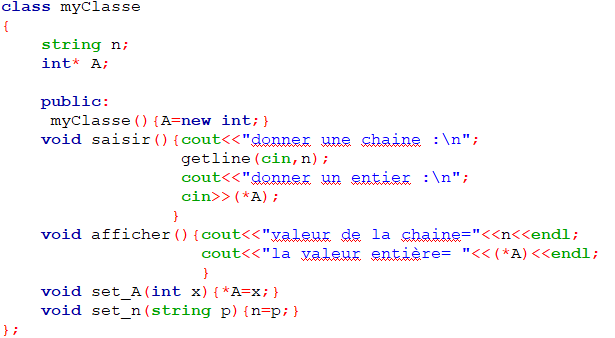 class myClasse
{
string n;
int* A;
public:
myClasse(){A=new int;}
void saisir(){cout<<"donner une chaine :\n";
getline(cin,n);
cout<<"donner un entier :\n";
cin>>(*A);
}
void afficher(){cout<<"valeur de la chaine="<<n<<endl;
cout<<"la valeur entière= "<<(*A)<<endl;
}
void set_A(int x){*A=x;}
void set_n(string p){n=p;}
};